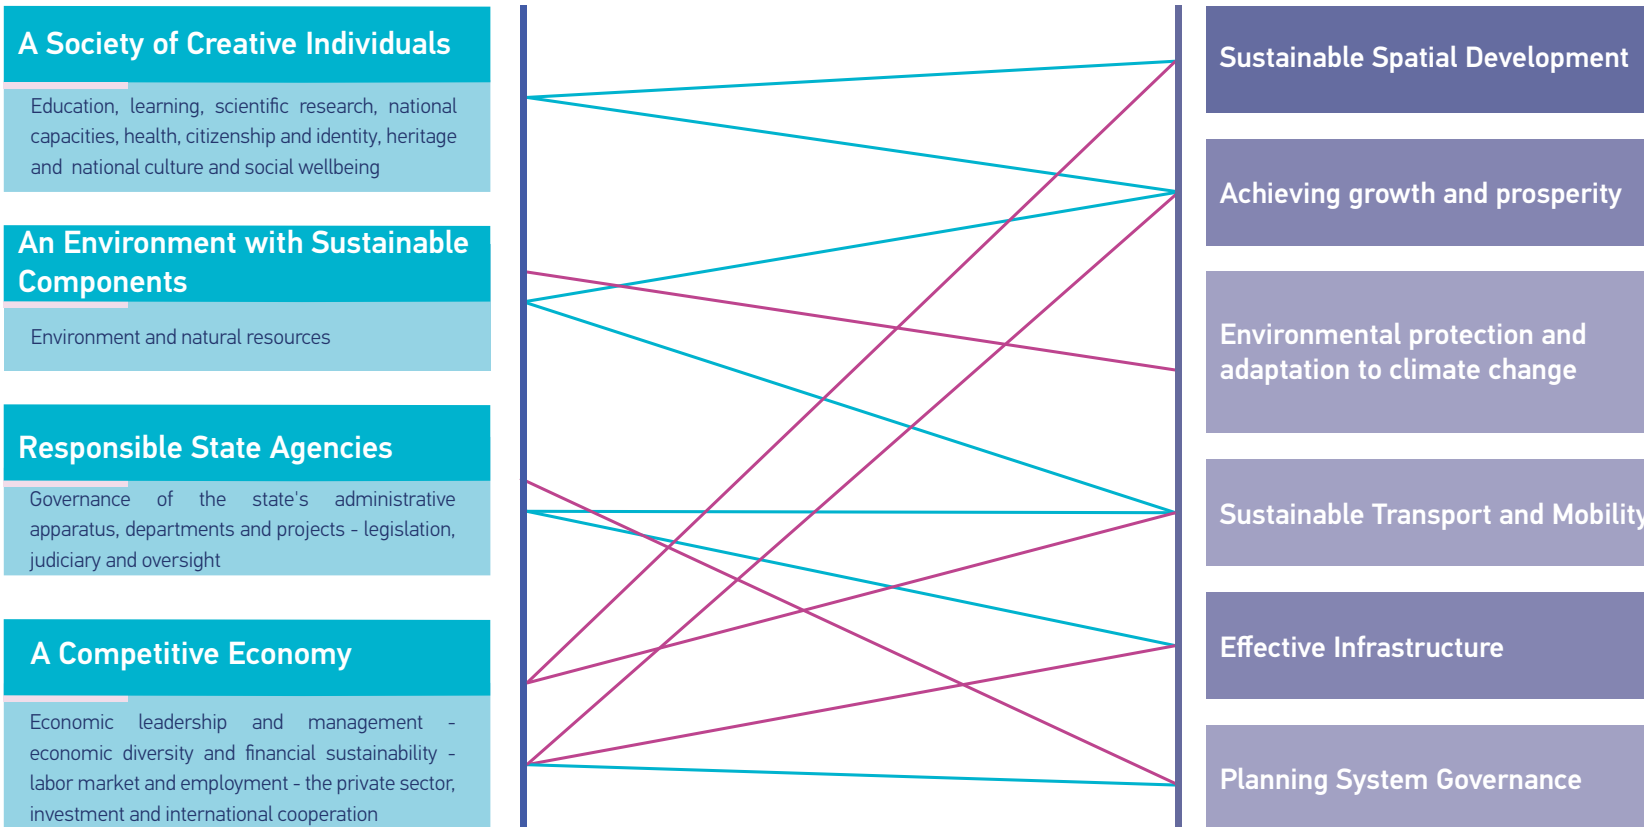 A Society of Creative Individuals
Education, learning, scientific research, national
capacities, health, citizenship and identity, heritage
and national culture and social wellbeing
An Environment with Sustainable
Components
Environment and natural resources
Responsible State Agencies
Governance of the state's administrative
apparatus, departments and projects - legislation,
judiciary and oversight
A Competitive Economy
Economic leadership and management -
economic diversity and financial sustainability -
labor market and employment - the private sector,
investment and international cooperation
Sustainable Spatial Development
Achieving growth and prosperity
Environmental protection and
adaptation to climate change
Sustainable Transport and Mobility
Effective Infrastructure
Planning System Governance